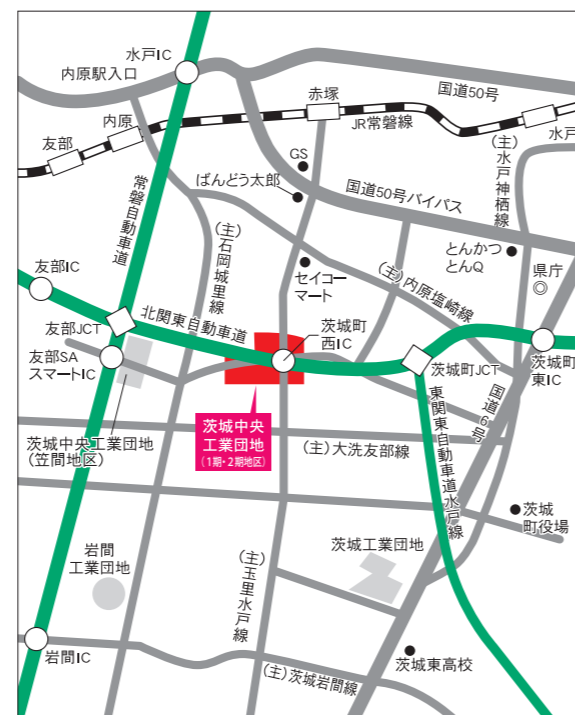 水戸IC
内原駅入口
国道50号
赤塚
内原
友部
JR常磐線
水戸
GS
ばんどう太郎
国道50号バイパス
(主)水戸神栖線
常磐自動車道
(主)石岡城里線
とんかつ
とんQ
県庁
友部IC
セイコー
マート
(主)内原塩崎線
北関東自動車道
友部JCT
茨城町
西IC
友部SA
スマートIC
茨城町JCT
茨城町
東IC
国道6号
茨城中央工業団地
(笠間地区)
茨城中央
工業団地
(1期・2期地区)
(主)大洗友部線
東関東自動車道水戸線
茨城
町役場
岩間
工業団地
茨城工業団地
(主)玉里水戸線
岩間IC
(主)茨城岩間線
茨城東高校